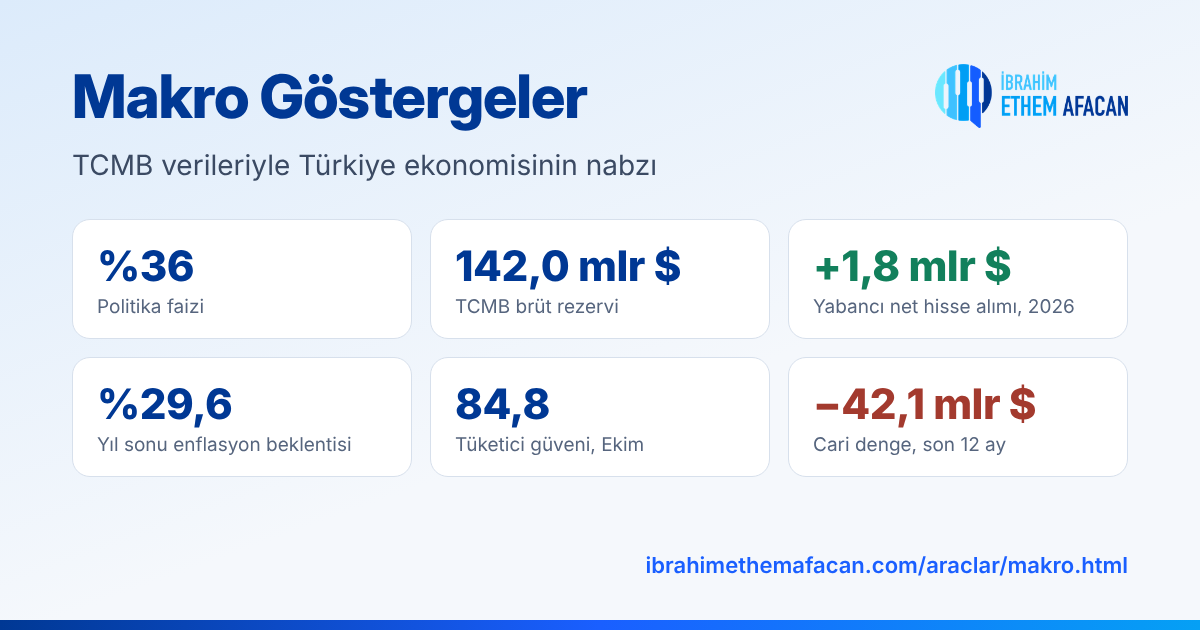 Makro Göstergeler
İBRAHİM
ETHEM AFACAN
TCMB verileriyle Türkiye ekonomisinin nabzı
%36
Politika faizi
142,0 mlr $
TCMB brüt rezervi
+1,8 mlr $
Yabancı net hisse alımı, 2026
%29,6
Yıl sonu enflasyon beklentisi
84,8
Tüketici güveni, Ekim
−42,1 mlr $
Cari denge, son 12 ay
ibrahimethemafacan.com/araclar/makro.html